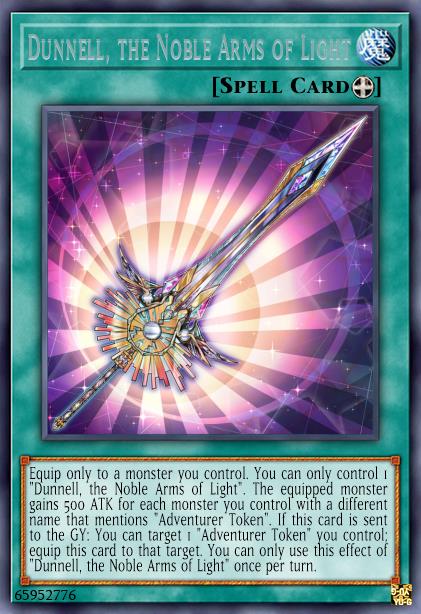 Dunnell, the Noble Arms of Light
魔
[Spell Card]
Equip only to a monster you control. You can only control 1
"Dunnell, the Noble Arms of Light". The equipped monster
gains 500 ATK for each monster you control with a different
name that mentions "Adventurer Token". If this card is sent
to the GY: You can target 1 "Adventurer Token" you control;
equip this card to that target. You can only use this effect of
"Dunnell, the Noble Arms of Light" once per turn.
65952776